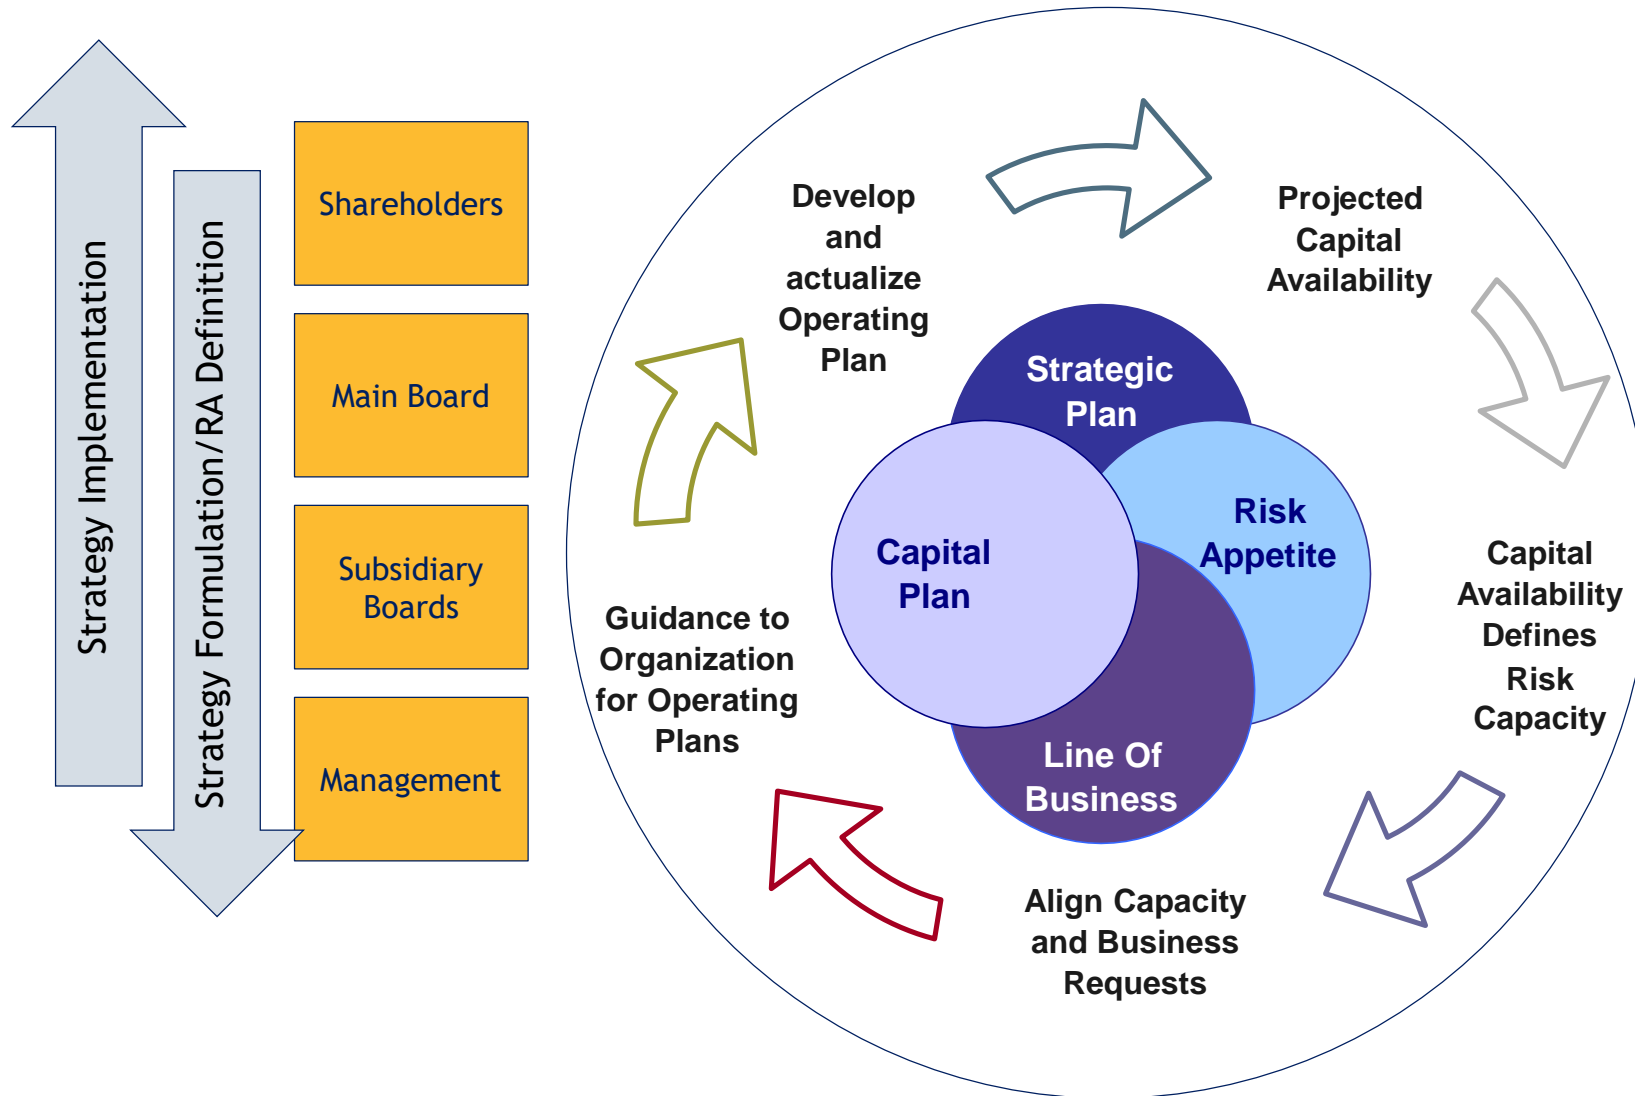 Strategy Implementation
Strategy Formulation/RA Definition
Shareholders
Main Board
Subsidiary
Boards
Management
Develop
and
actualize
Operating
Plan
Projected
Capital
Availability
Capital
Availability
Defines
Risk
Capacity
Align Capacity
and Business
Requests
Guidance to
Organization
for Operating
Plans
Strategic
Plan
Risk
Appetite
Capital
Plan
Line Of
Business